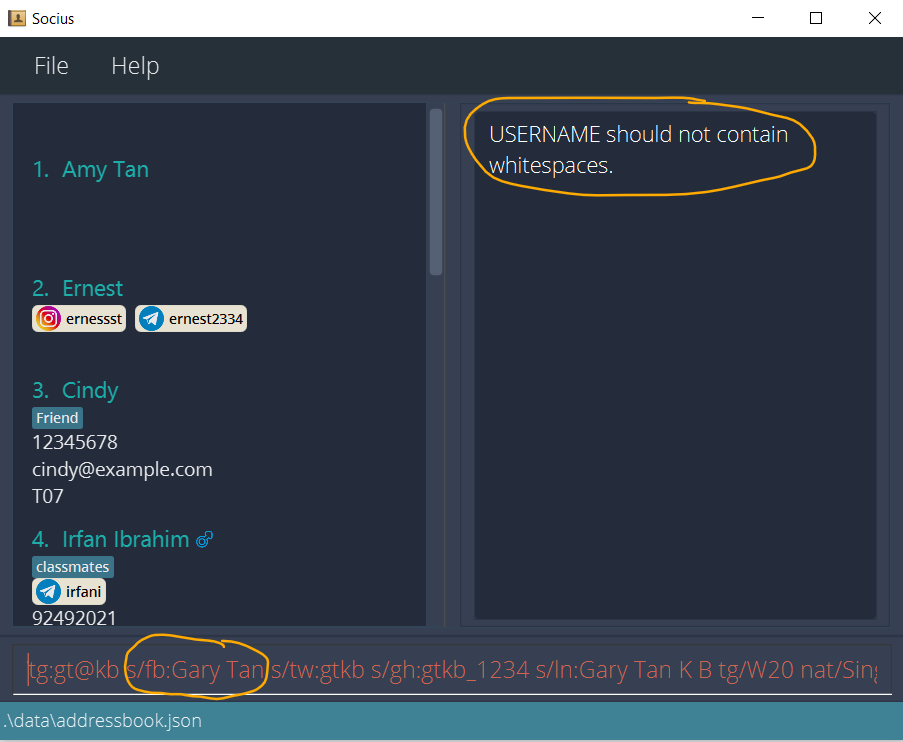 Socius
File Help
1. Amy Tan
2. Ernest
ernessst ernest2334
3. Cindy
Friend
12345678
cindy@example.com
T07
4. Irfan Ibrahim
classmates
irfani
92492021
USERNAME should not contain
whitespaces.
tg:gt@kb s/fb:Gary Tan s/tw:gtkb s/gh:gtkb_1234 s/ln:Gary Tan K B tg/W20 nat/Sing
.\data\addressbook.json